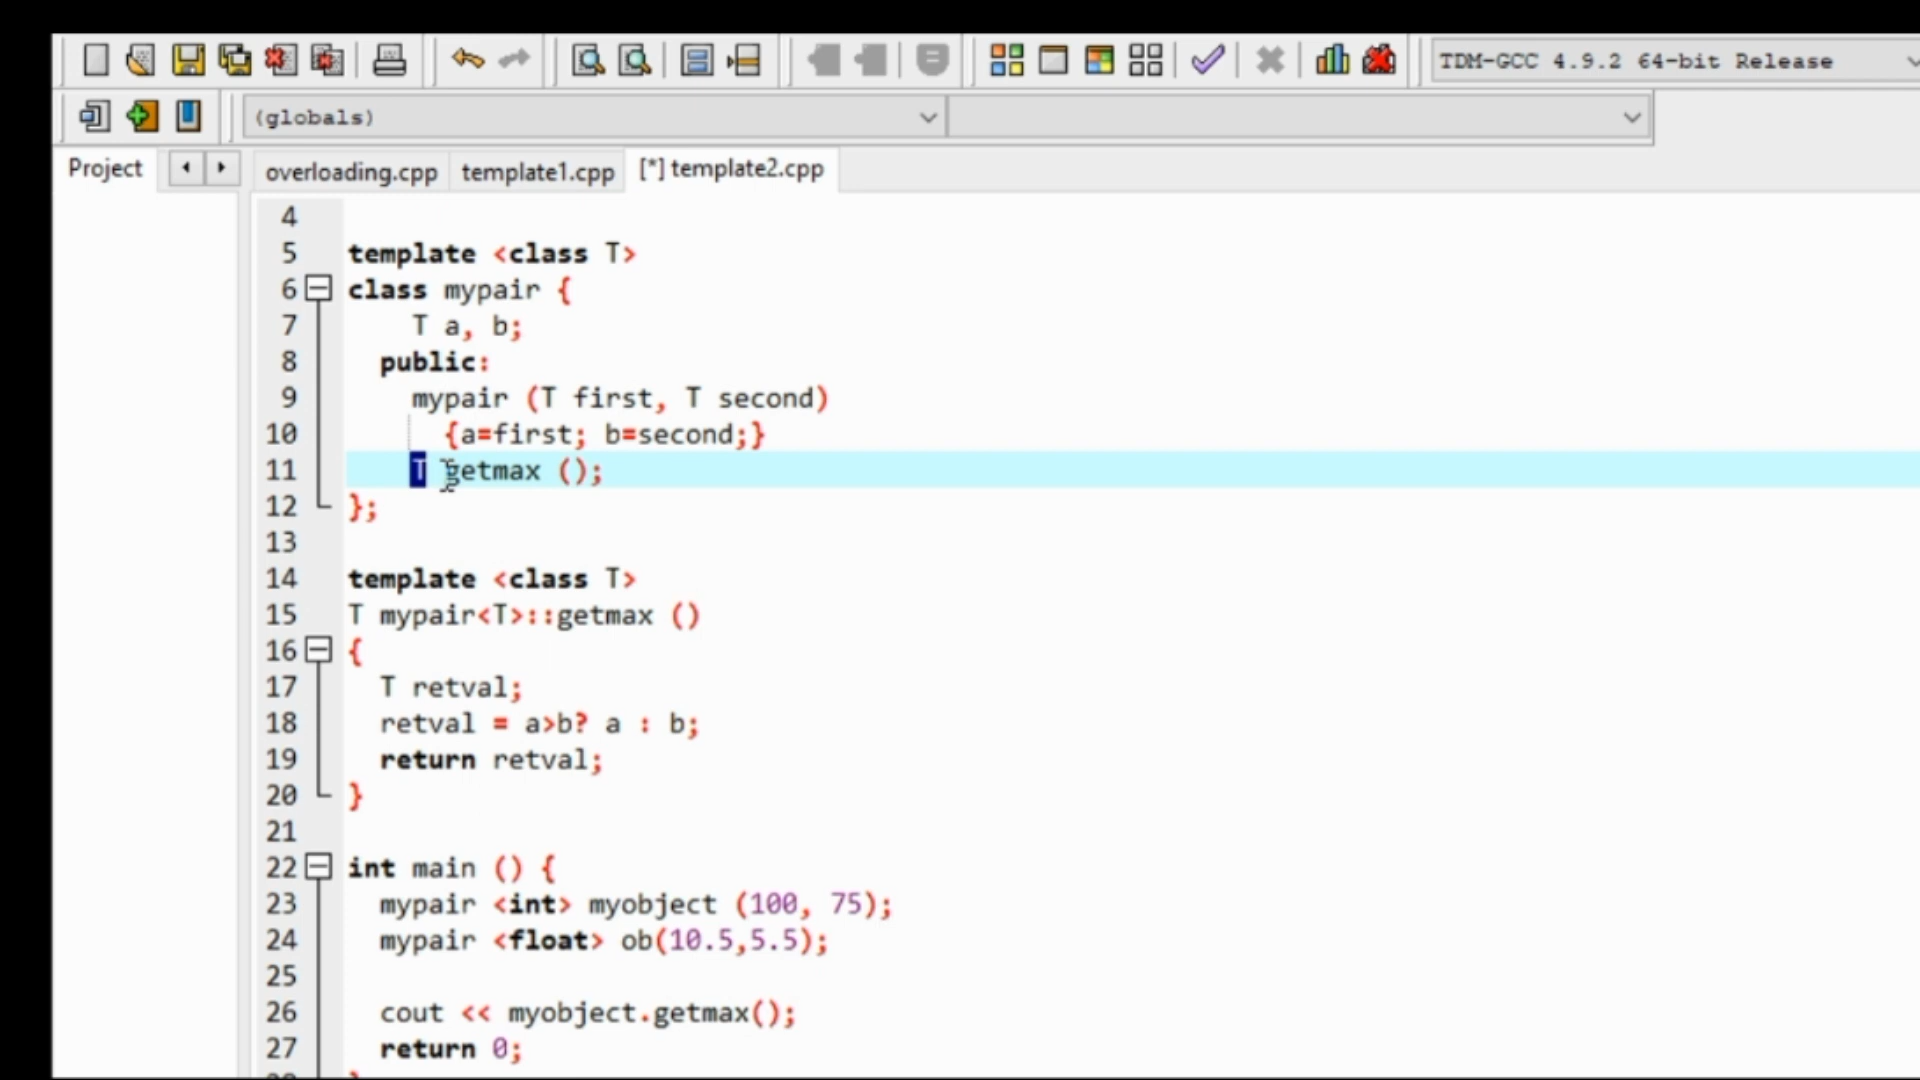 TDM-GCC 4.9.2 64-bit Release
(globals)
Project
overloading.cpp template1.cpp [*] template2.cpp
4
5 template <class T>
6 class mypair {
7 T a, b;
8 public:
9 mypair (T first, T second)
10 {a=first; b=second;}
11 T getmax ();
12 };
13
14 template <class T>
15 T mypair<T>::getmax ()
16 {
17 T retval;
18 retval = a>b? a : b;
19 return retval;
20 }
21
22 int main () {
23 mypair <int> myobject (100, 75);
24 mypair <float> ob(10.5,5.5);
25
26 cout << myobject.getmax();
27 return 0;